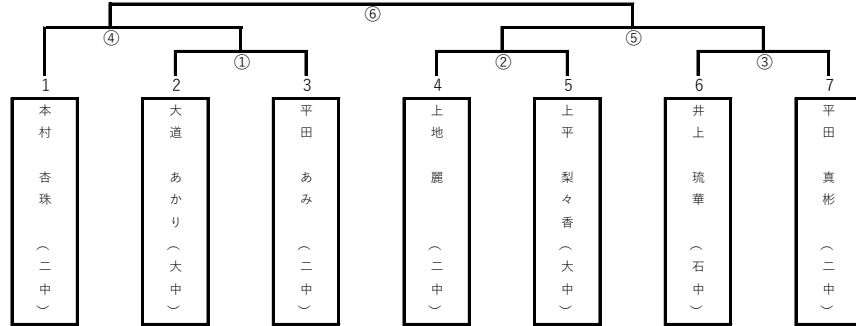 ⑥
④ ⑤
① ② ③
1 2 3 4 5 6 7
本村 杏珠 (二中)
大道 あかり (大中)
平田 あみ (二中)
上地 麗 (二中)
上平 梨々香 (大中)
井上 琉華 (石中)
平田 真彬 (二中)